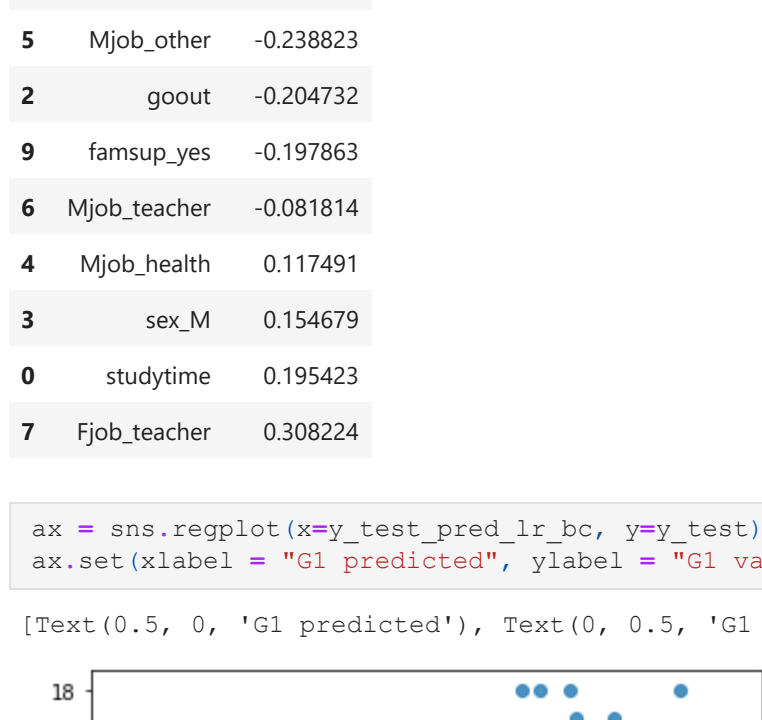 5 Mjob_other -0.238823
2 goout -0.204732
9 famsup_yes -0.197863
6 Mjob_teacher -0.081814
4 Mjob_health 0.117491
3 sex_M 0.154679
0 studytime 0.195423
7 Fjob_teacher 0.308224
ax = sns.regplot(x=y_test_pred_lr_bc, y=y_test)
ax.set(xlabel = "G1 predicted", ylabel = "G1 va
[Text(0.5, 0, 'G1 predicted'), Text(0, 0.5, 'G1
18